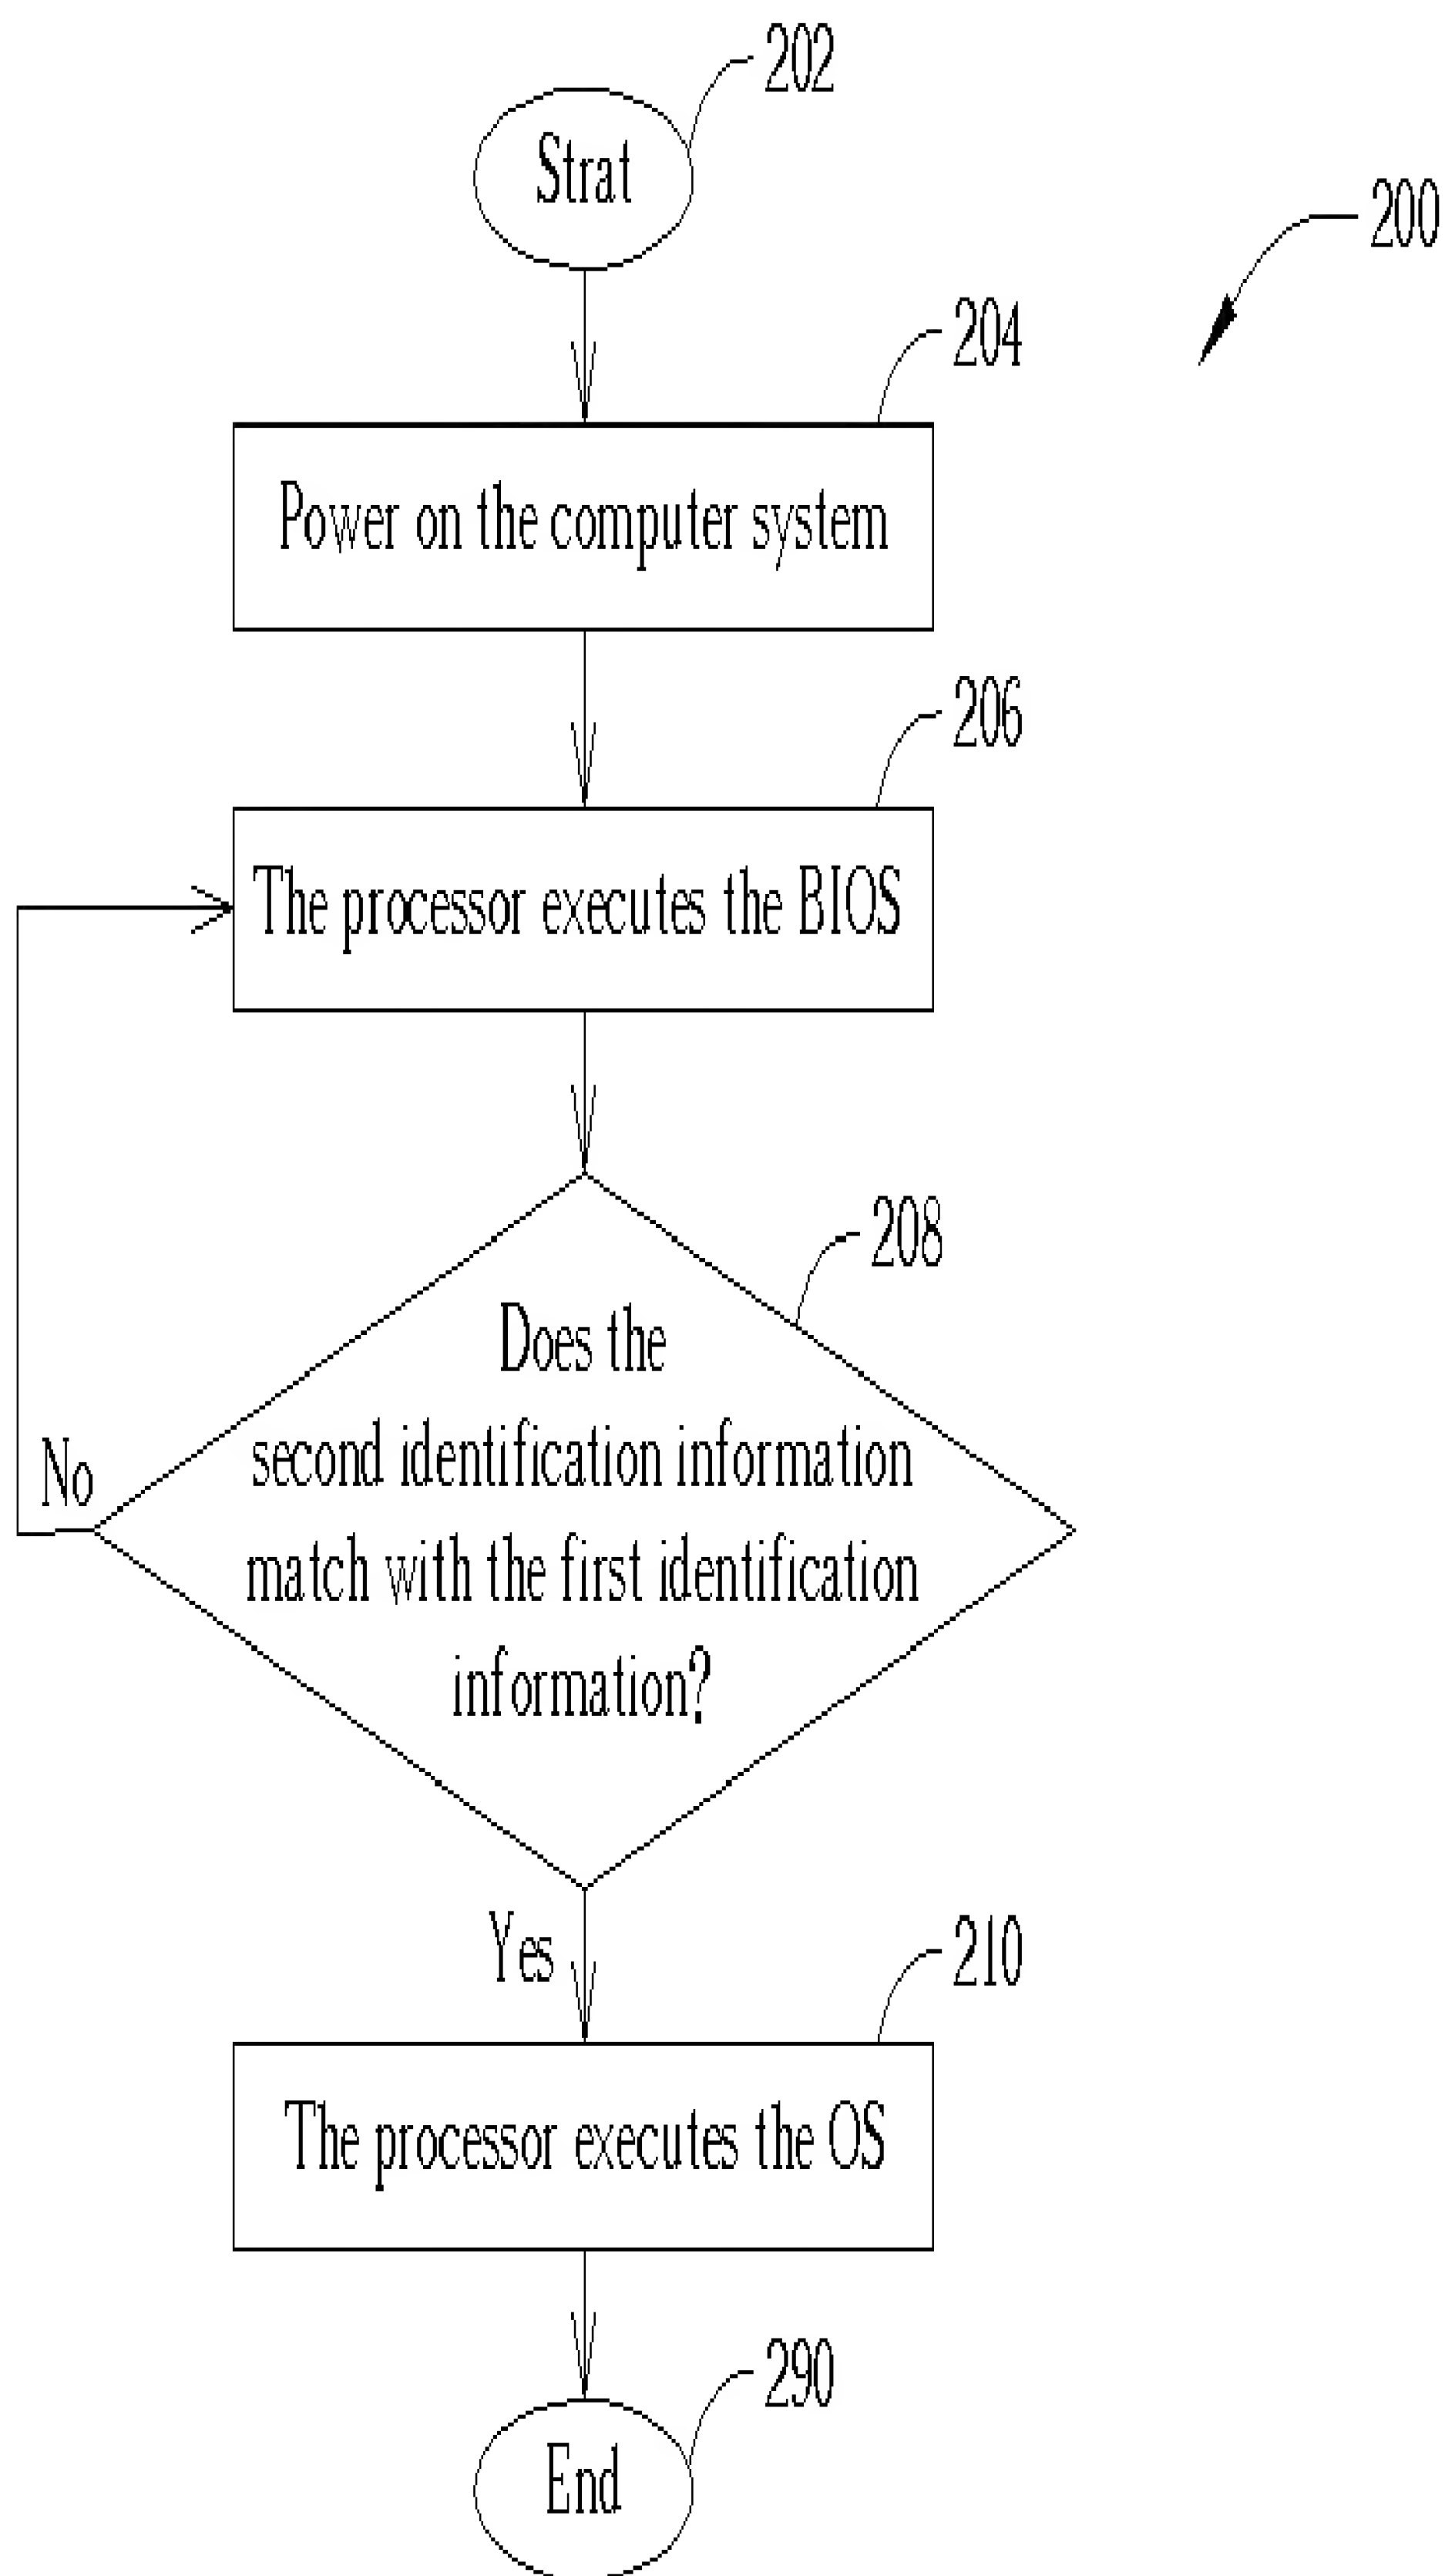 202
Strat
200
204
Power on the computer system
206
The processor executes the BIOS
208
Does the
second identification information
match with the first identification
information?
No
Yes
210
The processor executes the OS
290
End